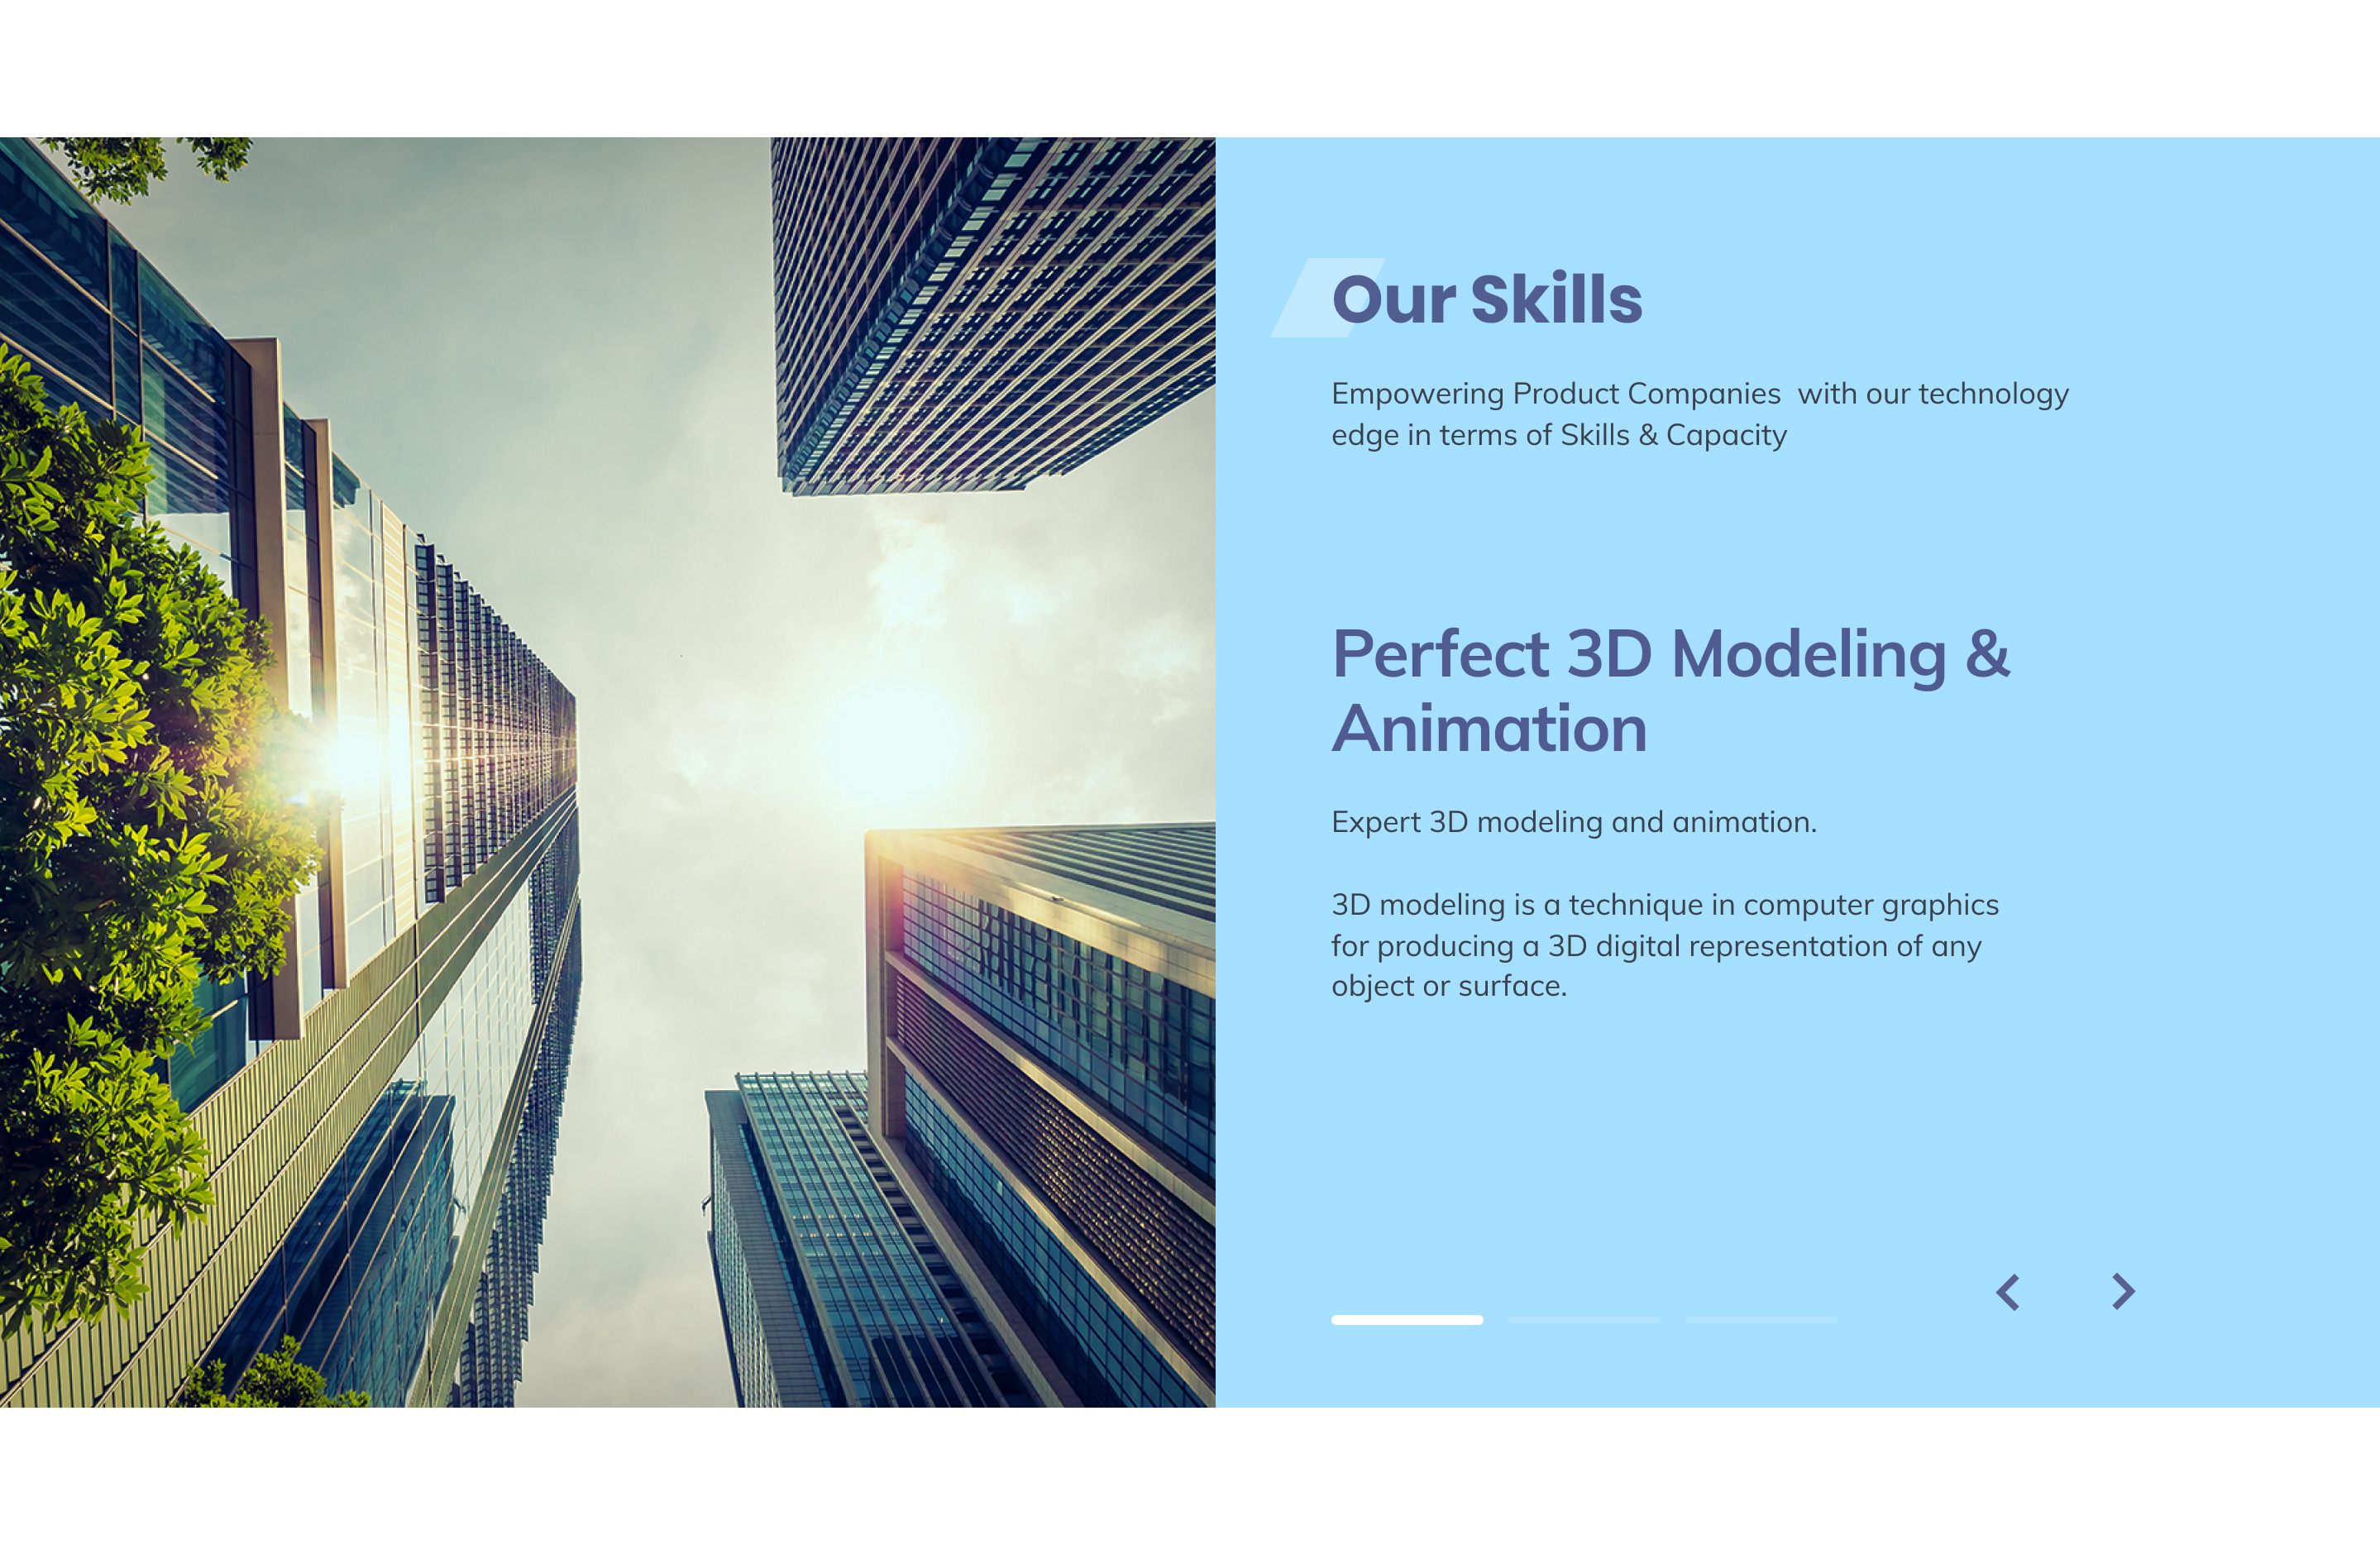 Our Skills
Empowering Product Companies  with our technology
edge in terms of Skills & Capacity
Perfect 3D Modeling &
Animation
Expert 3D modeling and animation.
3D modeling is a technique in computer graphics
for producing a 3D digital representation of any
object or surface.